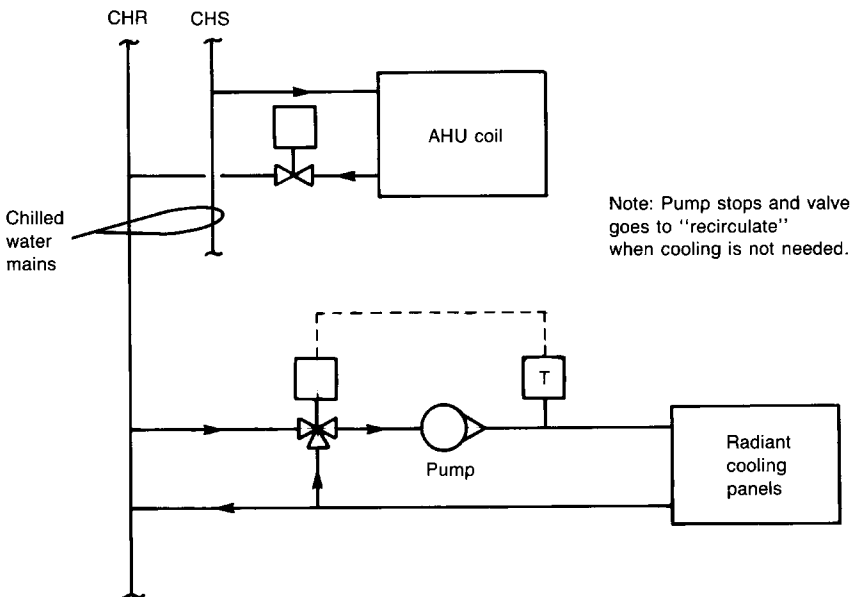 CHR
CHS
AHU coil
Chilled
water
mains
Note: Pump stops and valve
goes to ''recirculate''
when cooling is not needed.
T
Pump
Radiant
cooling
panels